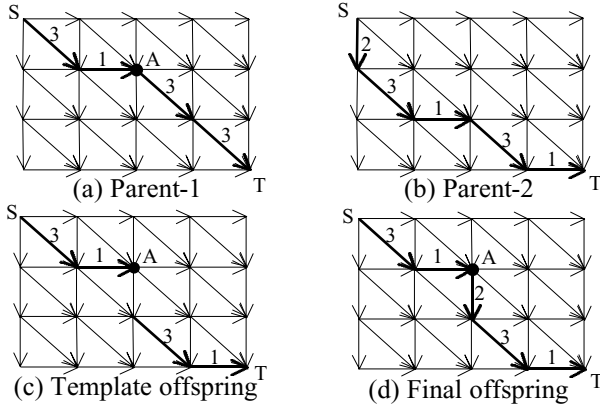 S
3
1
A
3
3
T
(a) Parent-1
S
2
3
1
3
1
T
(b) Parent-2
S
3
1
A
3
1
T
(c) Template offspring
S
3
1
A
2
3
1
T
(d) Final offspring